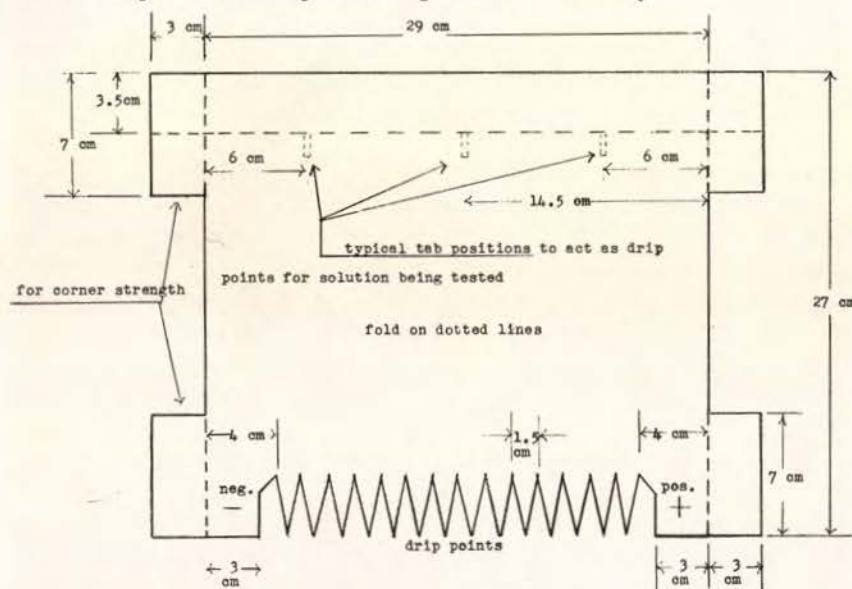 3 cm
29 cm
3.5cm
7 cm
6 cm
6 cm
14.5 cm
typical tab positions to act as drip
points for solution being tested
for corner strength
27 cm
fold on dotted lines
4 cm
1.5
cm
4 cm
7 cm
neg.
-
pos.
+
drip points
3
cm
3
cm
3
cm